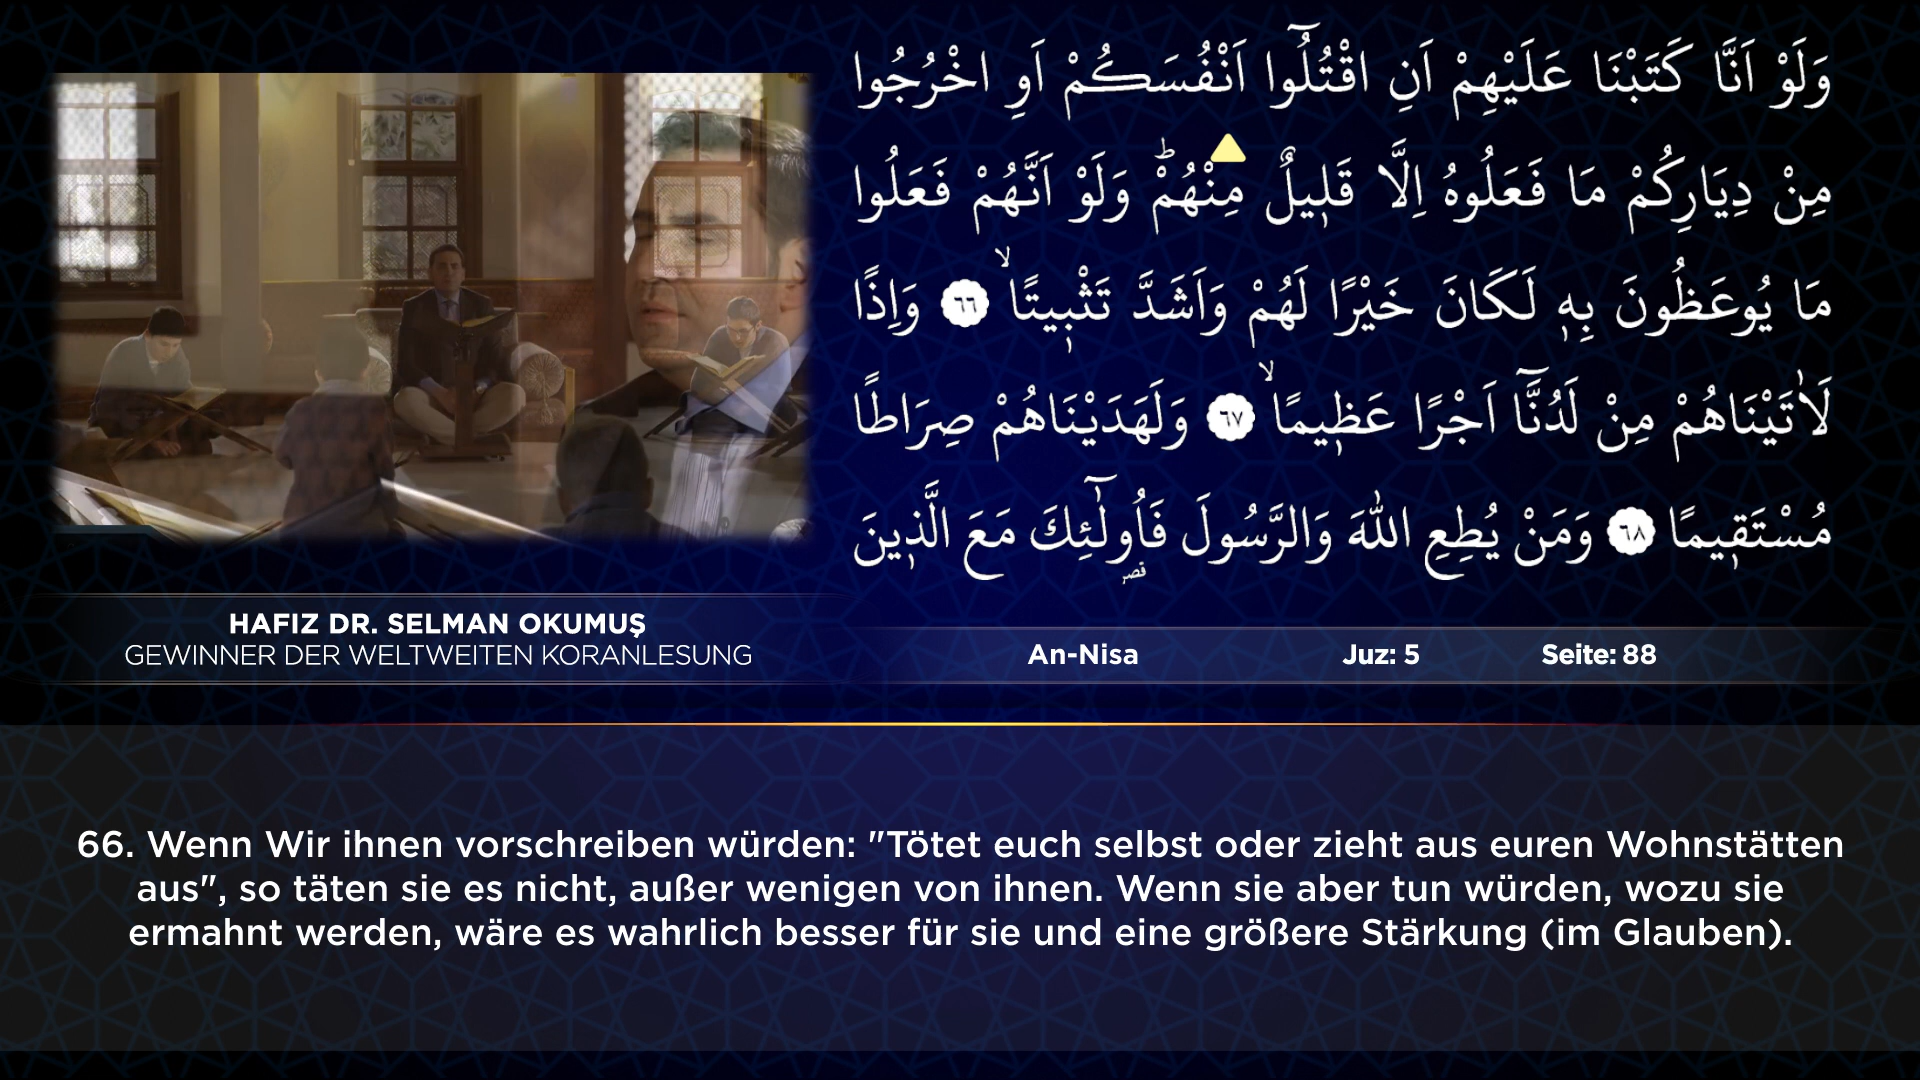 وَلَوْ اَنَّا كَتَبْنَا عَلَيْهِمْ اَنِ اقْتُلُٓوا اَنْفُسَكُمْ اَوِ اخْرُجُوا
مِنْ دِيَارِكُمْ مَا فَعَلُوهُ اِلَّا قَل۪يلٌ مِنْهُمْۜ وَلَوْ اَنَّهُمْ فَعَلُوا
مَا يُوعَظُونَ بِه۪ لَكَانَ خَيْرًا لَهُمْ وَاَشَدَّ تَثْب۪يتًاۙ ٦٦ وَاِذًا
لَاٰتَيْنَاهُمْ مِنْ لَدُنَّٓا اَجْرًا عَظ۪يمًاۙ ٦٧ وَلَهَدَيْنَاهُمْ صِرَاطًا
مُسْتَق۪يمًا ٦٨ وَمَنْ يُطِعِ اللّٰهَ وَالرَّسُولَ فَاُو۬لٰٓئِكَ مَعَ الَّذ۪ينَ
قصر
HAFIZ DR. SELMAN OKUMUŞ
GEWINNER DER WELTWEITEN KORANLESUNG
An-Nisa Juz: 5 Seite: 88
66. Wenn Wir ihnen vorschreiben würden: "Tötet euch selbst oder zieht aus euren Wohnstätten
aus", so täten sie es nicht, außer wenigen von ihnen. Wenn sie aber tun würden, wozu sie
ermahnt werden, wäre es wahrlich besser für sie und eine größere Stärkung (im Glauben).